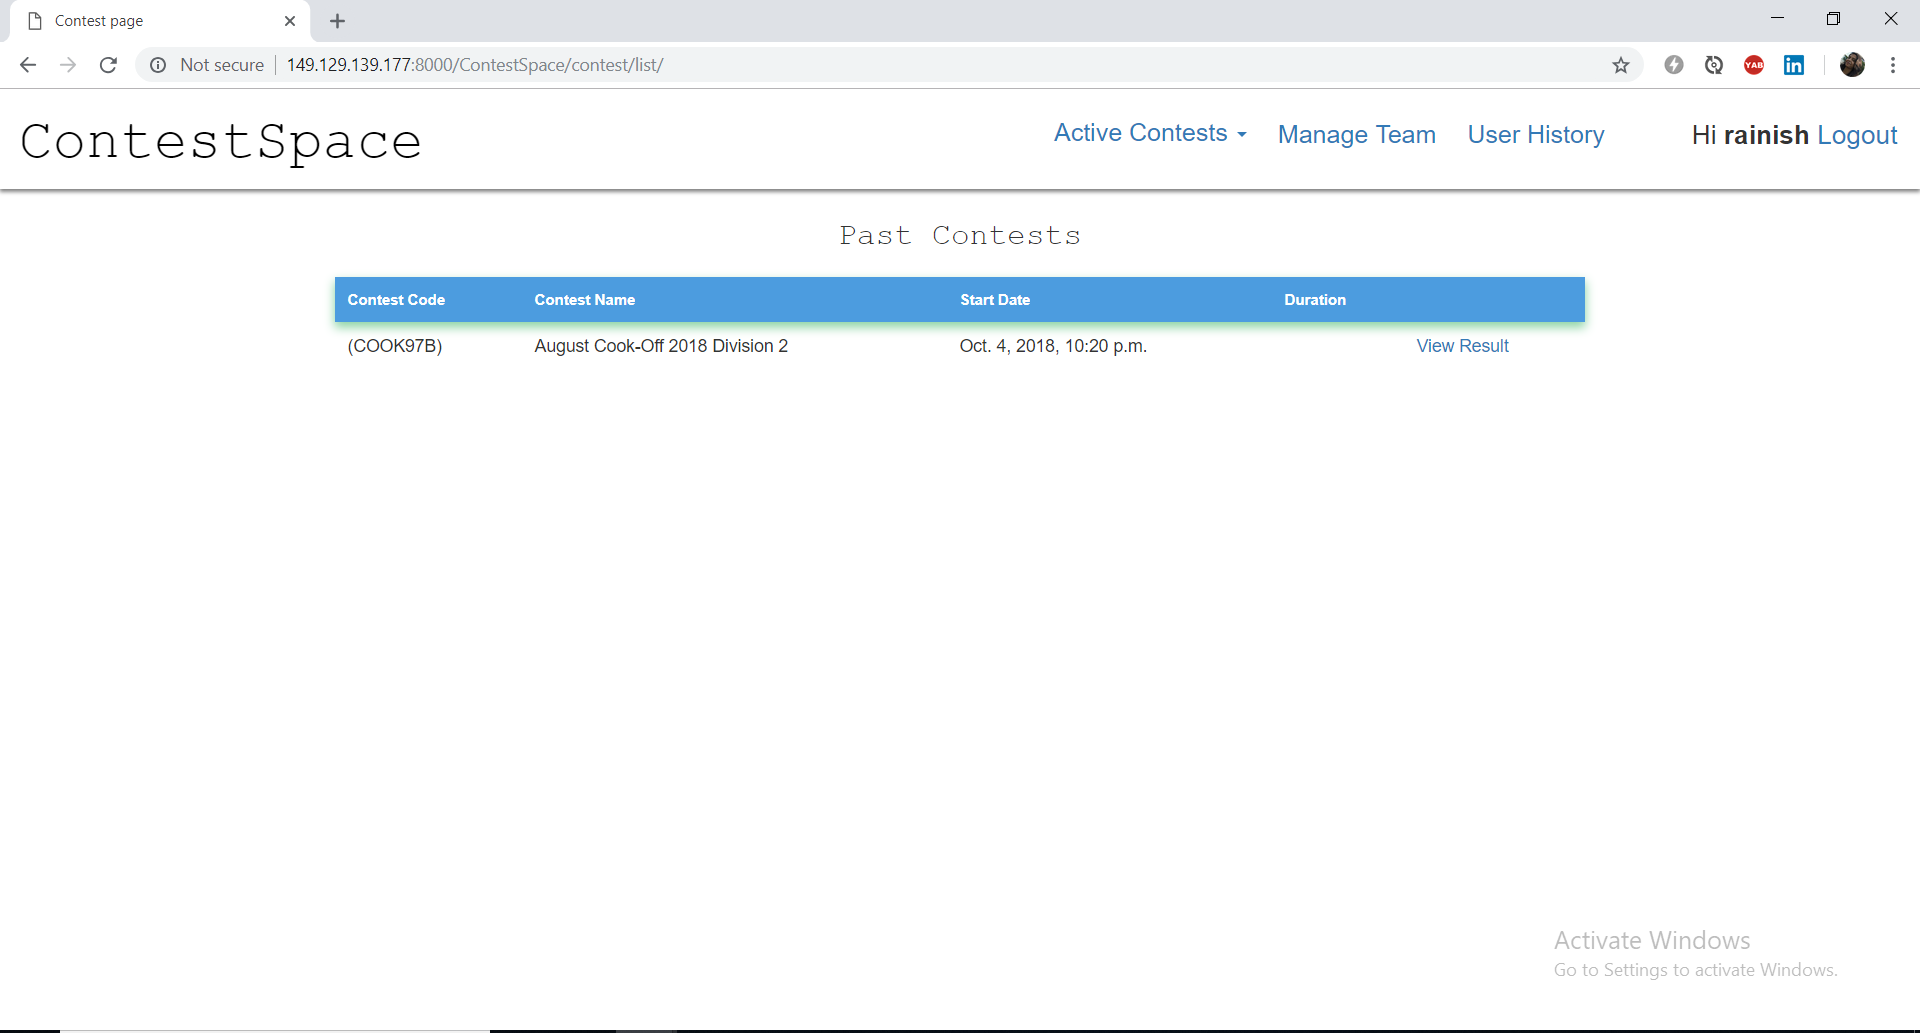 Contest page
Not secure 149.129.139.177:8000/ContestSpace/contest/list/
YAB
in
ContestSpace
Active Contests Manage Team User History Hi rainish Logout
Past Contests
Contest Code Contest Name Start Date Duration
(COOK97B) August Cook-Off 2018 Division 2 Oct. 4, 2018, 10:20 p.m. View Result
Activate Windows
Go to Settings to activate Windows.